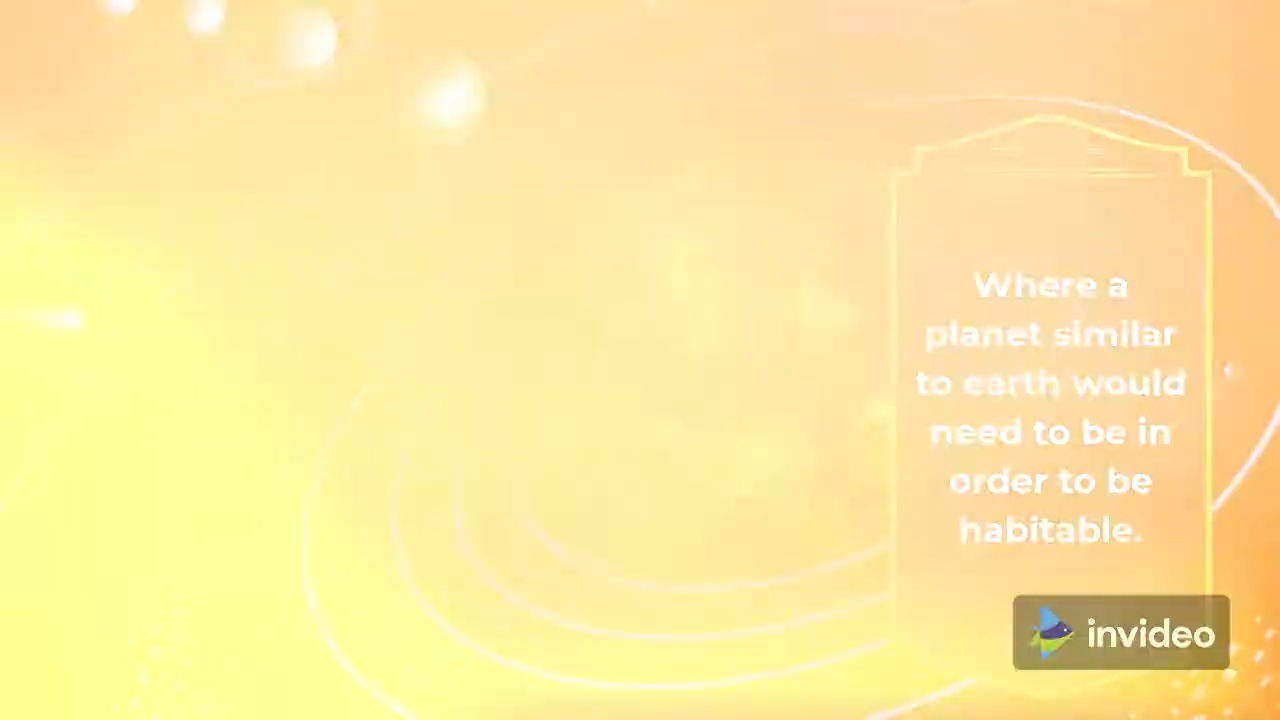 Where a
planet similar
to earth would
need to be in
order to be
habitable.
invideo